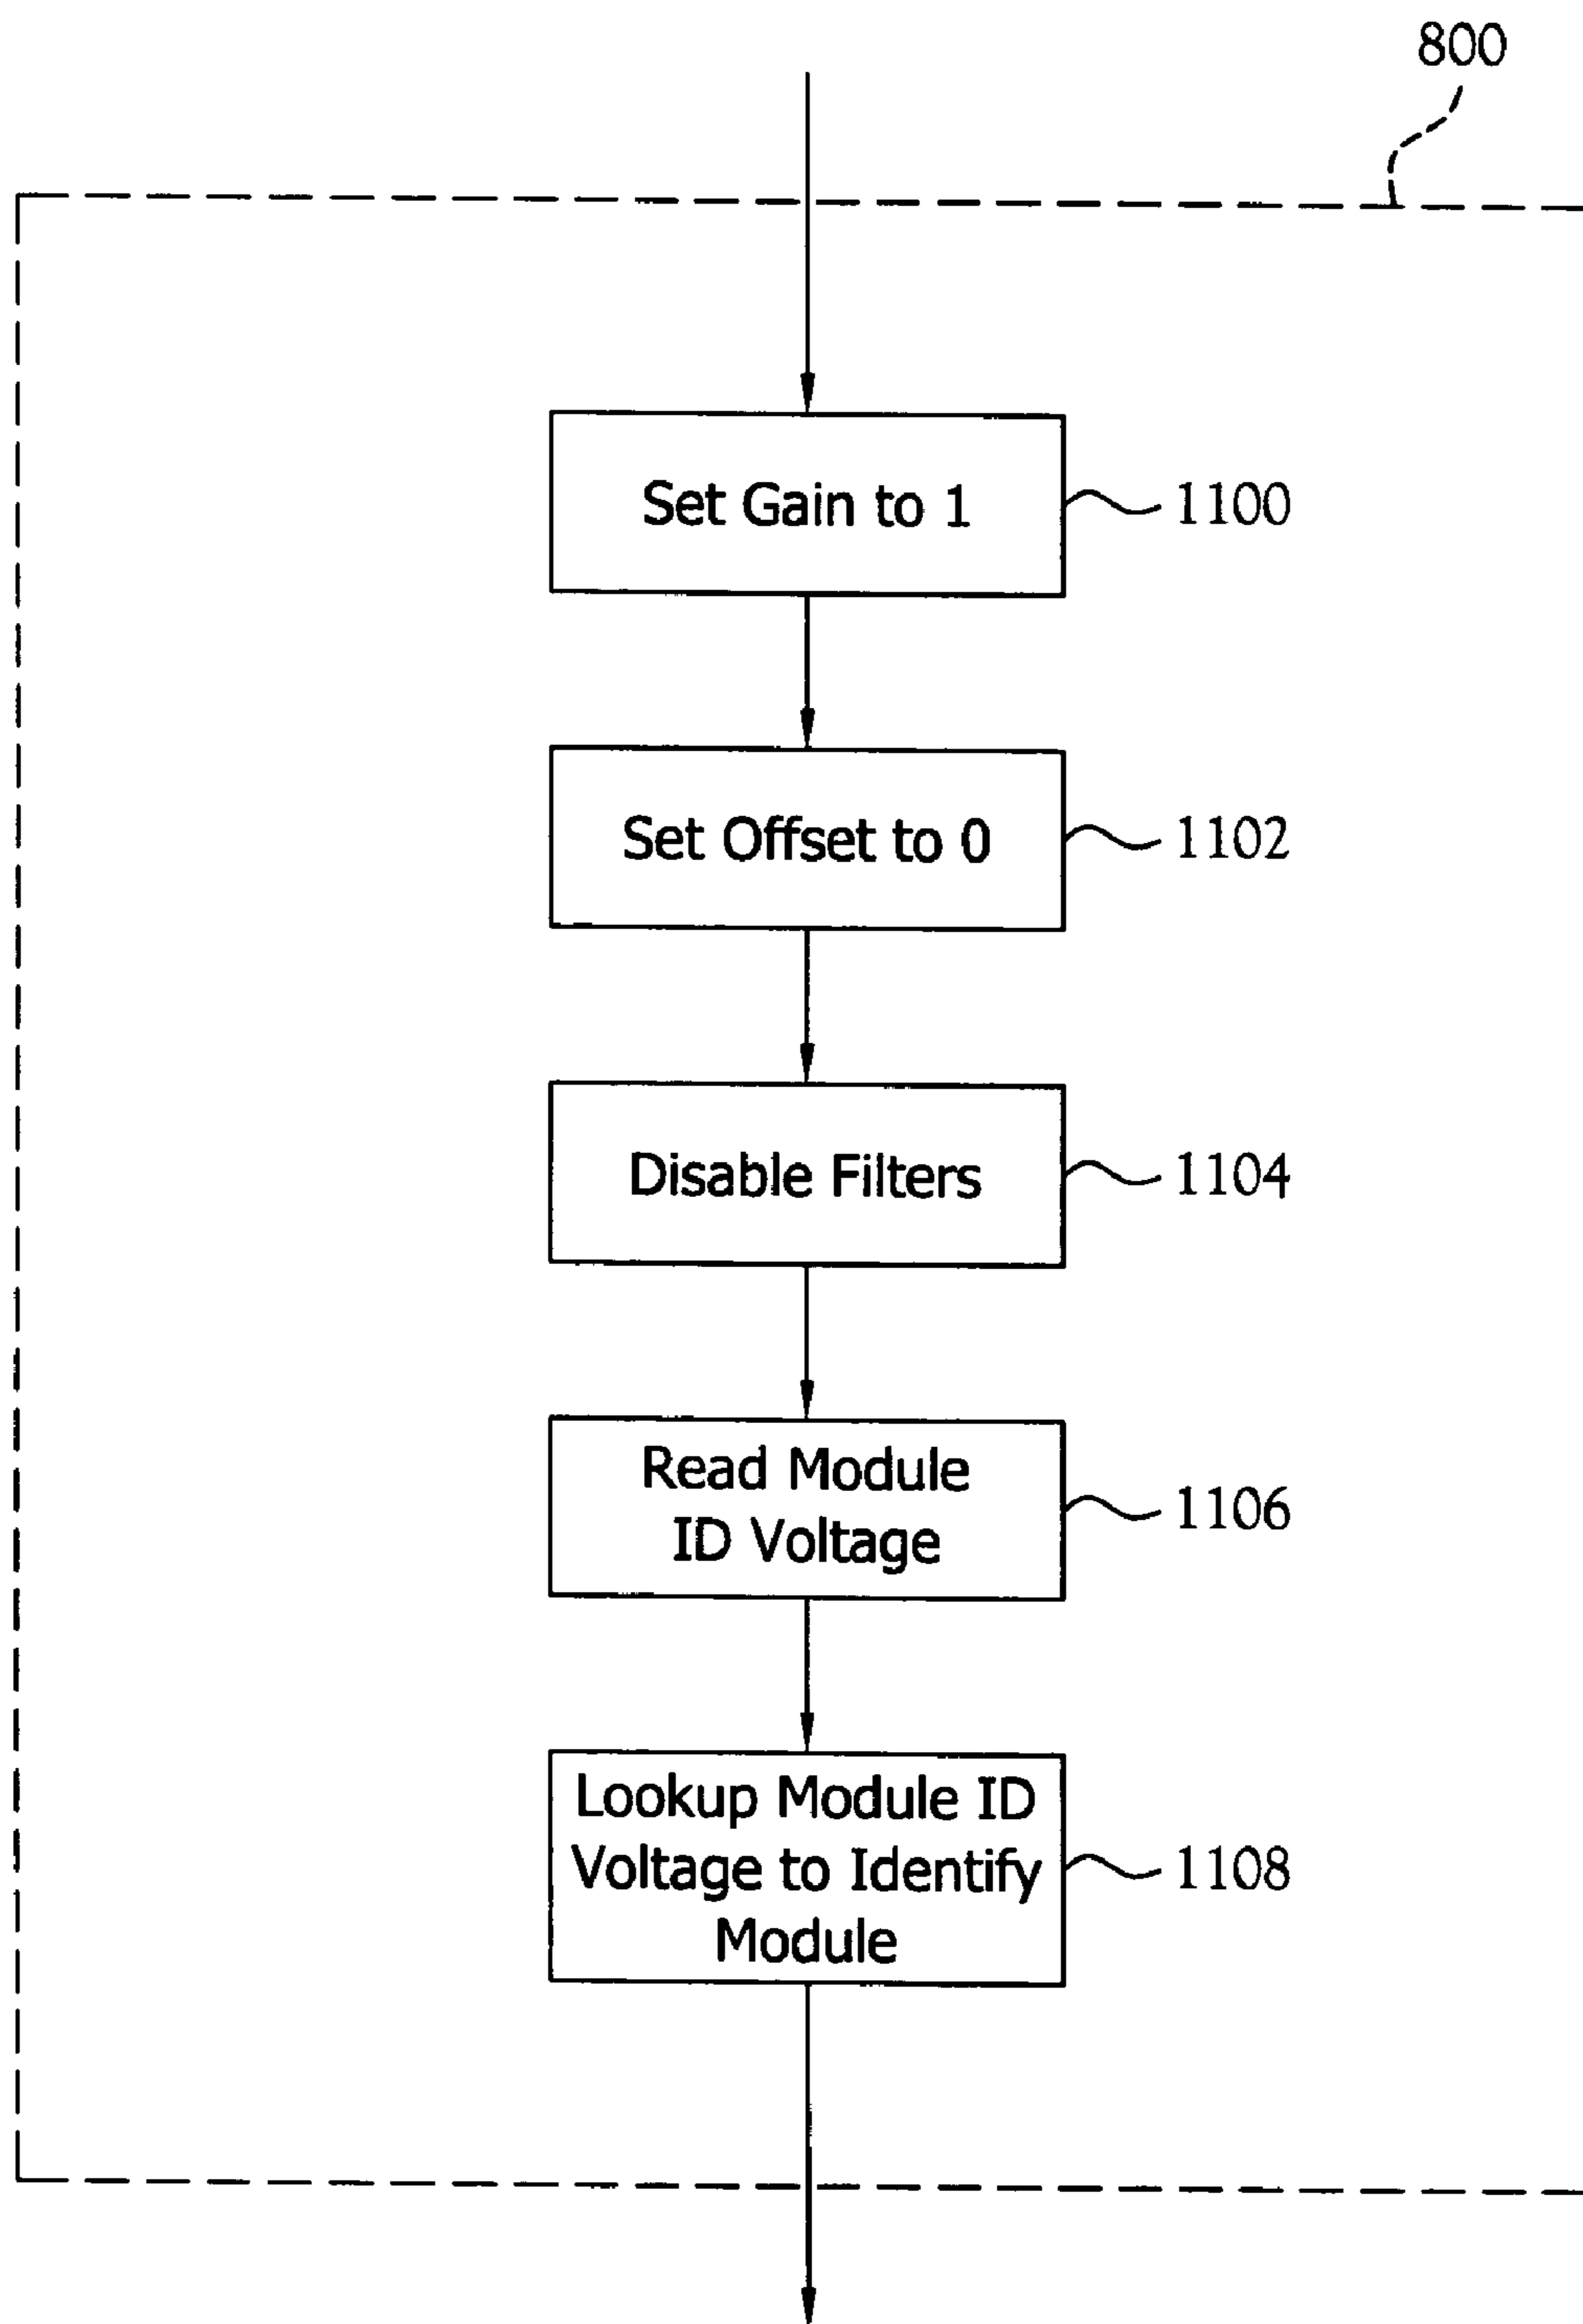 800
Set Gain to 1
1100
Set Offset to 0
1102
Disable Filters
1104
Read Module
ID Voltage
1106
Lookup Module ID
Voltage to Identify
Module
1108